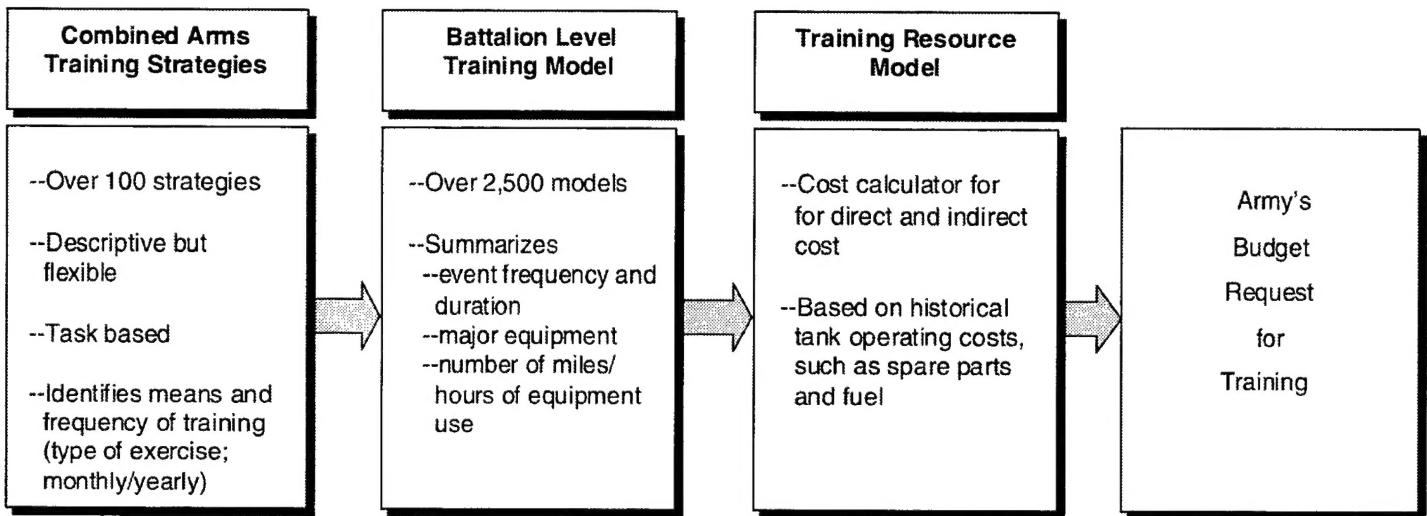 Combined Arms
Training Strategies
--Over 100 strategies
--Descriptive but
flexible
--Task based
--Identifies means and
frequency of training
(type of exercise;
monthly/yearly)
Battalion Level
Training Model
--Over 2,500 models
--Summarizes
--event frequency and
duration
--major equipment
--number of miles/
hours of equipment
use
Training Resource
Model
--Cost calculator for
for direct and indirect
cost
--Based on historical
tank operating costs,
such as spare parts
and fuel
Army's
Budget
Request
for
Training